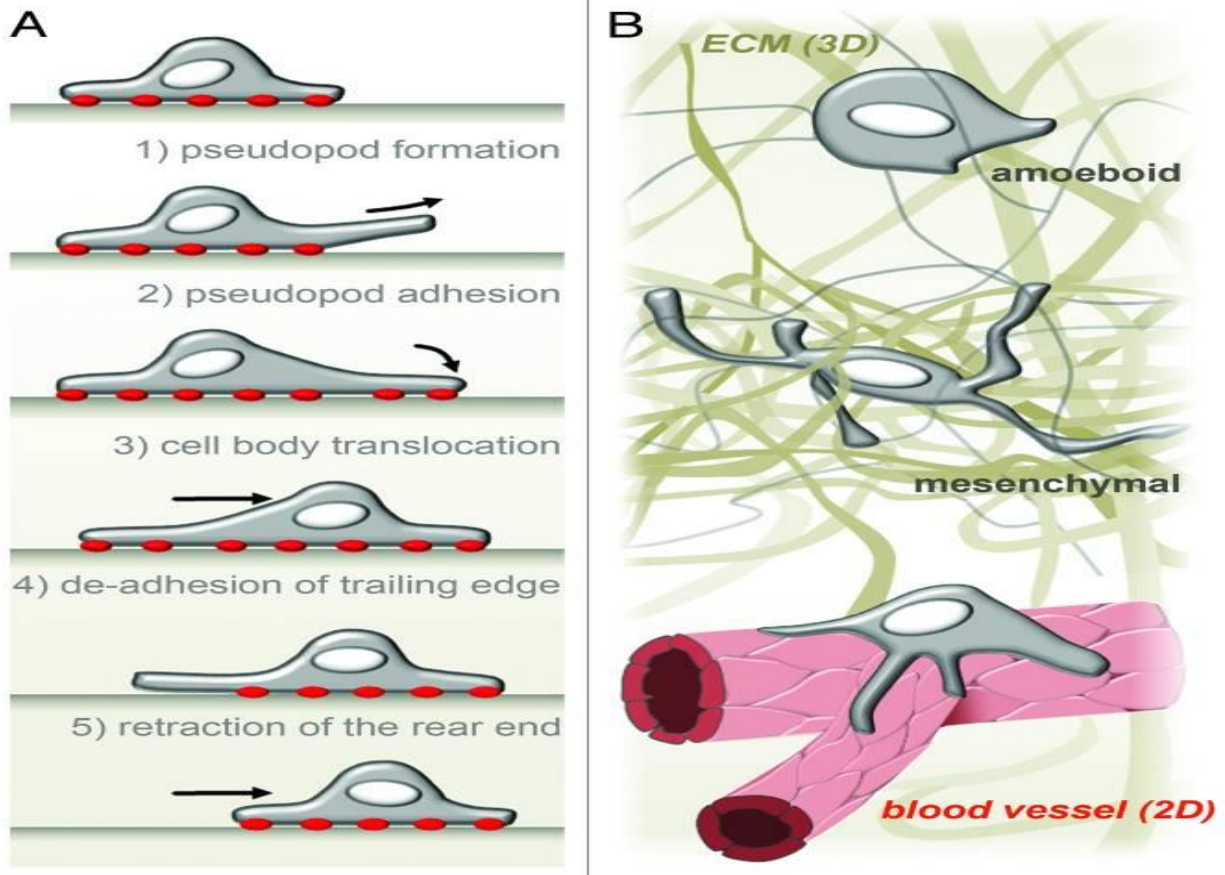 A
1) pseudopod formation
2) pseudopod adhesion
3) cell body translocation
4) de-adhesion of trailing edge
5) retraction of the rear end
B
ECM (3D)
amoeboid
mesenchymal
blood vessel (2D)